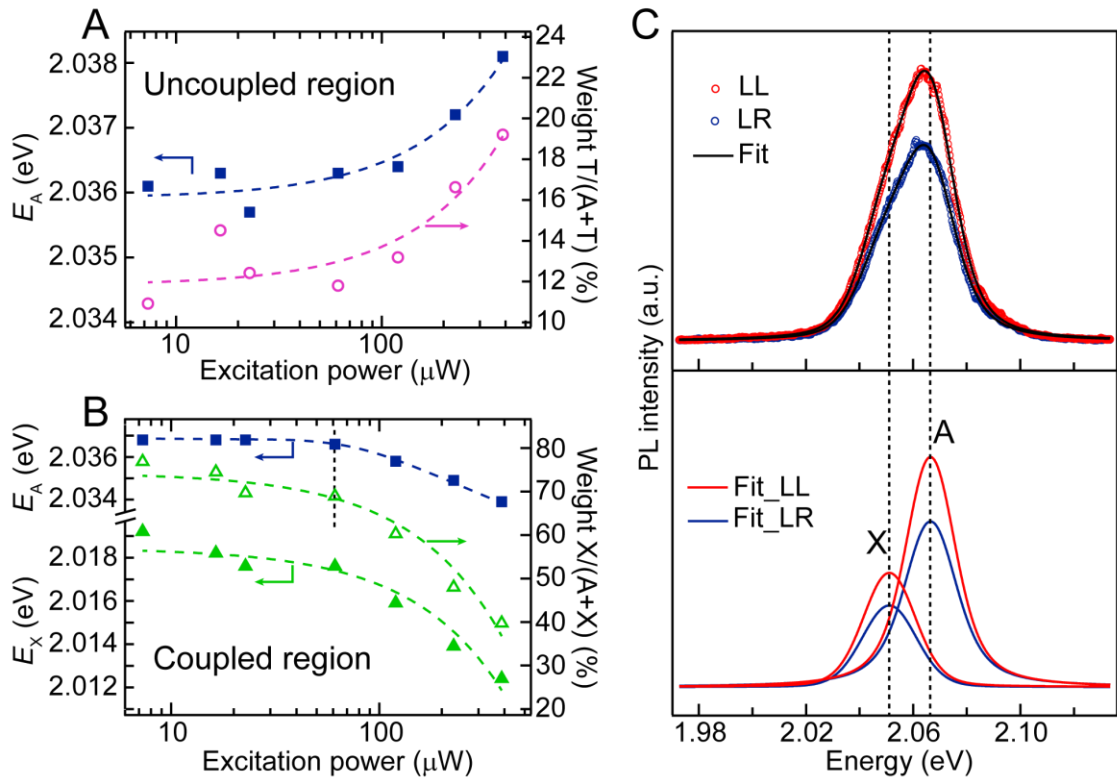 A
Uncoupled region
2.038
2.037
2.036
2.035
2.034
E_A (eV)
24
22
20
18
16
14
12
10
Weight T/(A+T) (%)
10
100
Excitation power (μW)
B
Coupled region
2.036
2.034
2.018
2.016
2.014
2.012
E_A (eV)
E_X (eV)
80
70
60
50
40
30
20
Weight X/(A+X) (%)
10
100
Excitation power (μW)
C
LL
LR
Fit
PL intensity (a.u.)
A
X
Fit_LL
Fit_LR
1.98
2.02
2.06
2.10
Energy (eV)